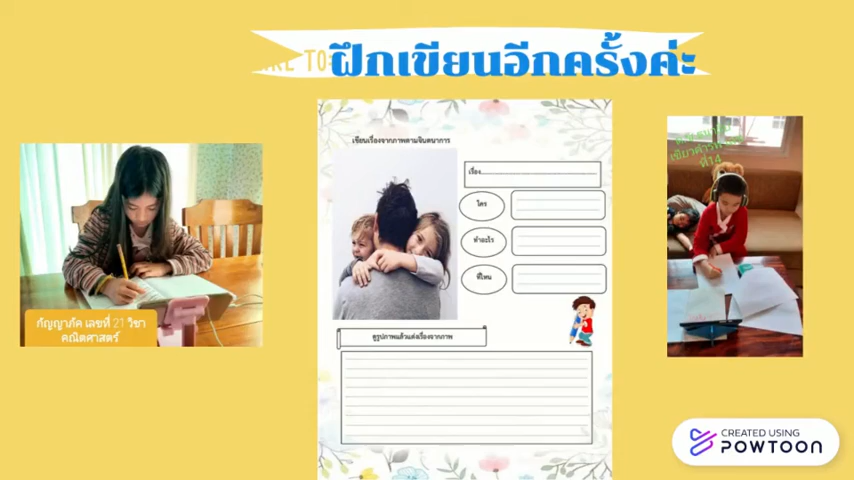 KE TO:
ฝึกเขียนอีกครั้งค่ะ
เขียนเรื่องจากภาพตามจินตนาการ
เรื่อง
ใคร
ทำอะไร
ที่ไหน
ดูรูปภาพแล้วแต่งเรื่องจากภาพ
กัญญาภัค เลขที่ 21 วิชา
คณิตศาสตร์
ที่14
CREATED USING
POWTOON